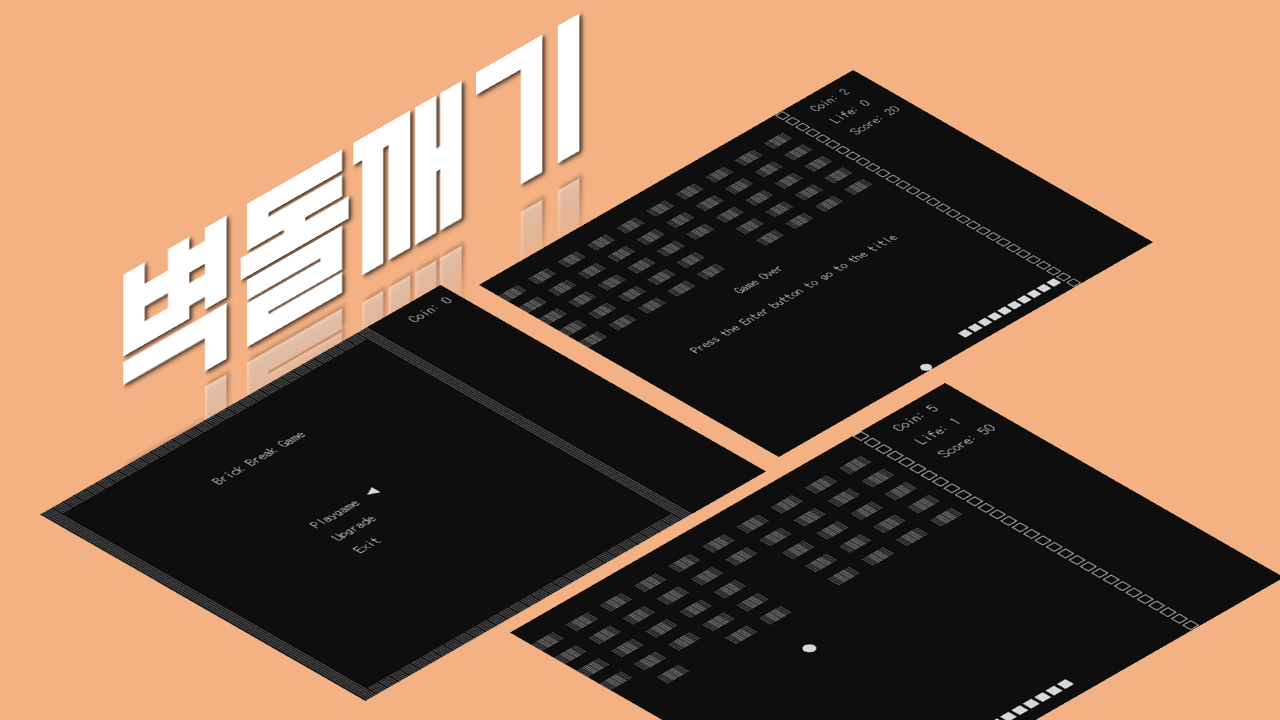 벽돌깨기
Coin: 0
Brick Break Game
Playgame
Upgrade
Exit
Coin: 2
Life: 0
Score: 20
Game Over
Press the Enter button to go to the title
Coin: 5
Life: 1
Score: 50